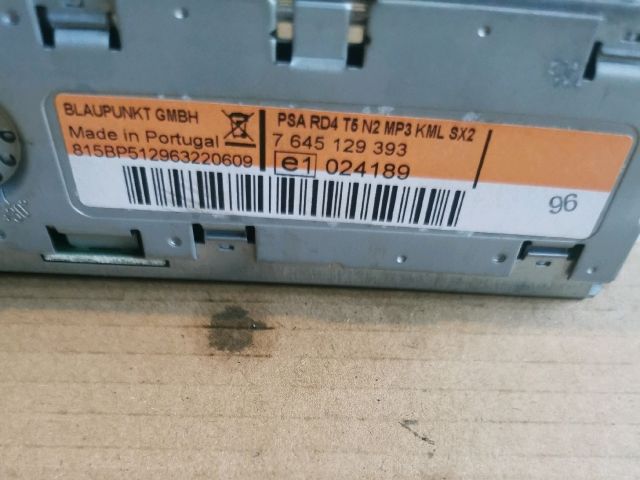 BLAUPUNKT GMBH
Made in Portugal
815BP512963220609
PSA RD4 T5 N2 MP3 KML SX2
7 645 129 393
e1 024189
96